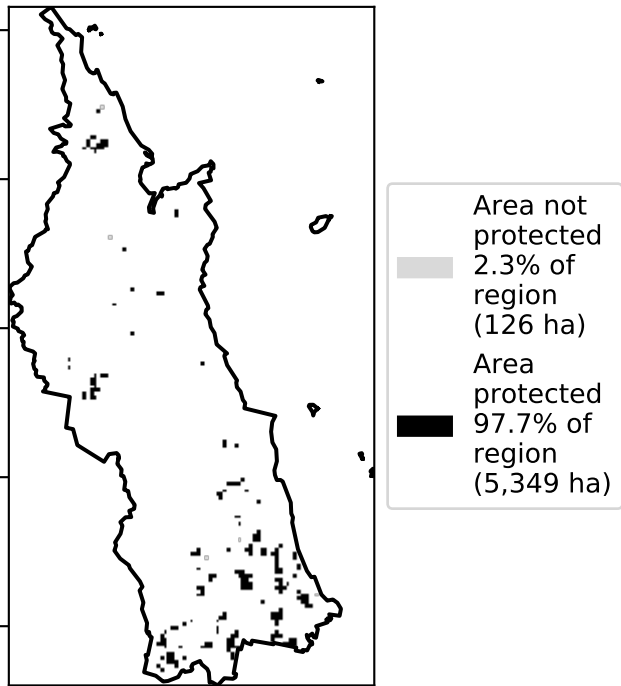 Area not
protected
2.3% of
region
(126 ha)
Area
protected
97.7% of
region
(5,349 ha)